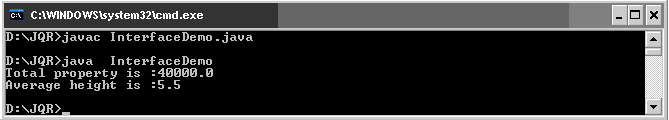 C:\WINDOWS\system32\cmd.exe
D:\JQR>javac InterfaceDemo.java
D:\JQR>java  InterfaceDemo
Total property is :40000.0
Average height is :5.5
D:\JQR>_